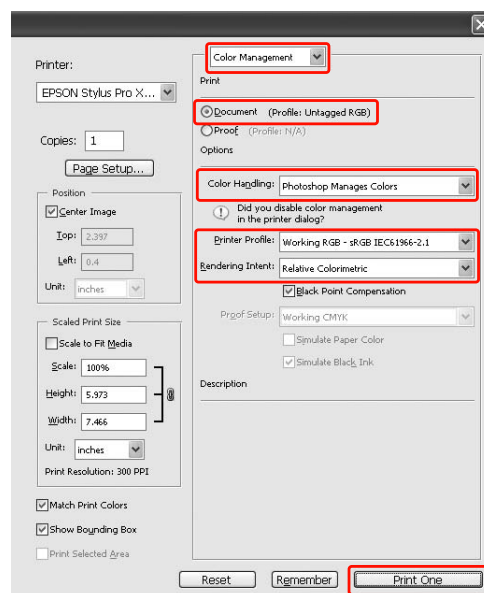 Printer:
EPSON Stylus Pro X...
Copies: 1
Page Setup...
Position
Center Image
Top: 2.397
Left: 0.4
Unit: inches
Scaled Print Size
Scale to Fit Media
Scale: 100%
Height: 5.973
Width: 7.466
Unit: inches
Print Resolution: 300 PPI
Match Print Colors
Show Bounding Box
Print Selected Area
Color Management
Print
Document (Profile: Untagged RGB)
Proof (Profile: N/A)
Options
Color Handling: Photoshop Manages Colors
Did you disable color management
in the printer dialog?
Printer Profile: Working RGB - sRGB IEC61966-2.1
Rendering Intent: Relative Colorimetric
Black Point Compensation
Proof Setup: Working CMYK
Simulate Paper Color
Simulate Black Ink
Description
Reset Remember Print One